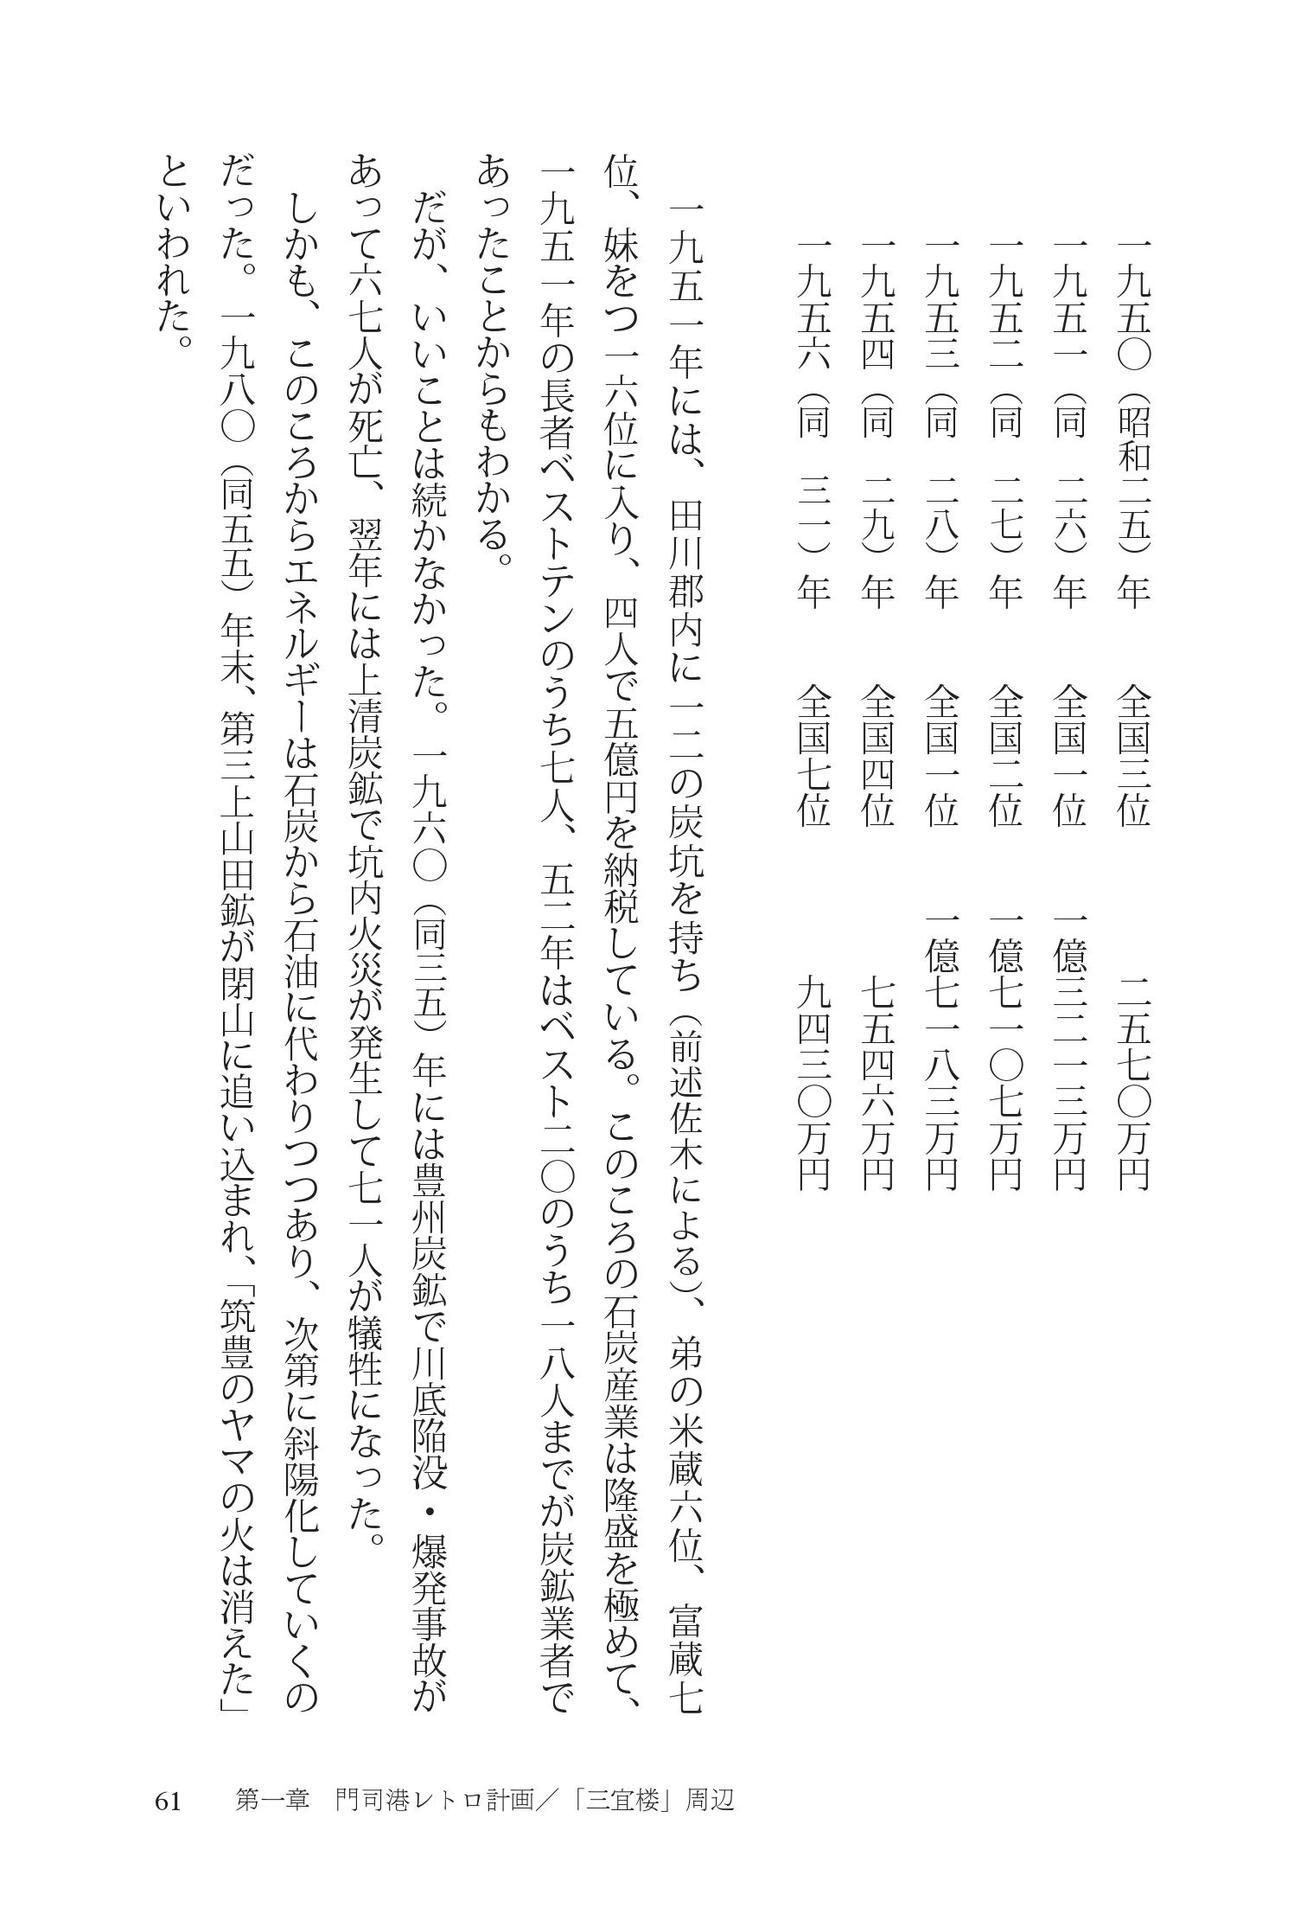 一九五〇（昭和二五）年　全国三位　二五七〇万円
一九五一（同　二六）年　全国一位　一億三二一三万円
一九五二（同　二七）年　全国二位　一億七一〇七万円
一九五三（同　二八）年　全国一位　一億七一八三万円
一九五四（同　二九）年　全国四位　七五四六万円
一九五六（同　三一）年　全国七位　九四三〇万円
一九五一年には、田川郡内に一二の炭坑を持ち（前述佐木による）、弟の米蔵六位、富蔵七
位、妹をつ一六位に入り、四人で五億円を納税している。このころの石炭産業は隆盛を極めて、
一九五一年の長者ベストテンのうち七人、五二年はベスト二〇のうち一八人までが炭鉱業者で
あったことからもわかる。
だが、いいことは続かなかった。一九六〇（同三五）年には豊州炭鉱で川底陥没・爆発事故が
あって六七人が死亡、翌年には上清炭鉱で坑内火災が発生して七一人が犠牲になった。
しかも、このころからエネルギーは石炭から石油に代わりつつあり、次第に斜陽化していくの
だった。一九八〇（同五五）年末、第三上山田鉱が閉山に追い込まれ、「筑豊のヤマの火は消えた」
といわれた。
61　第一章　門司港レトロ計画／「三宜楼」周辺